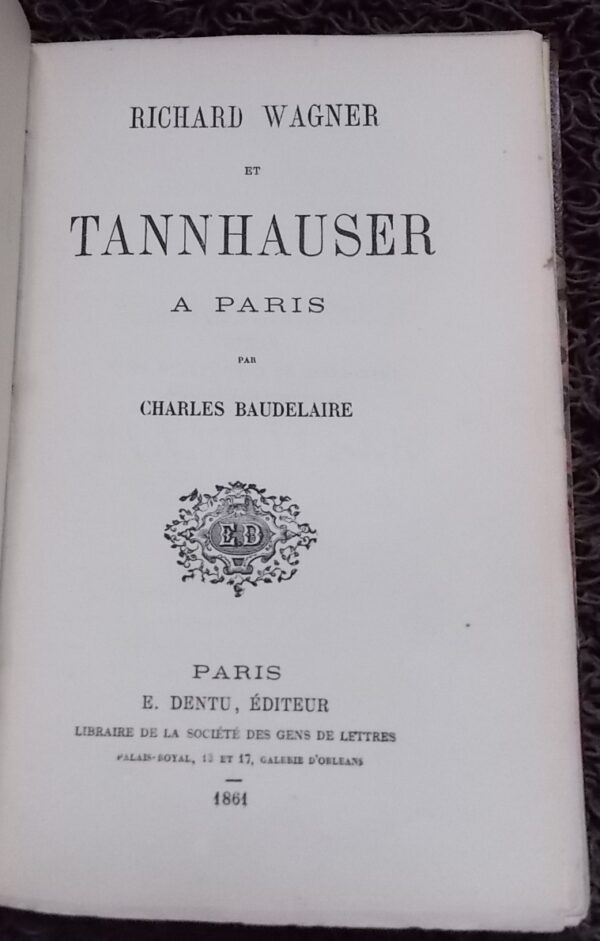 RICHARD WAGNER
ET
TANNHAUSER
A PARIS
PAR
CHARLES BAUDELAIRE
E.D
PARIS
E. DENTU, ÉDITEUR
LIBRAIRE DE LA SOCIÉTÉ DES GENS DE LETTRES
PALAIS-ROYAL, 13 ET 17, GALERIE D'ORLEANS
1861